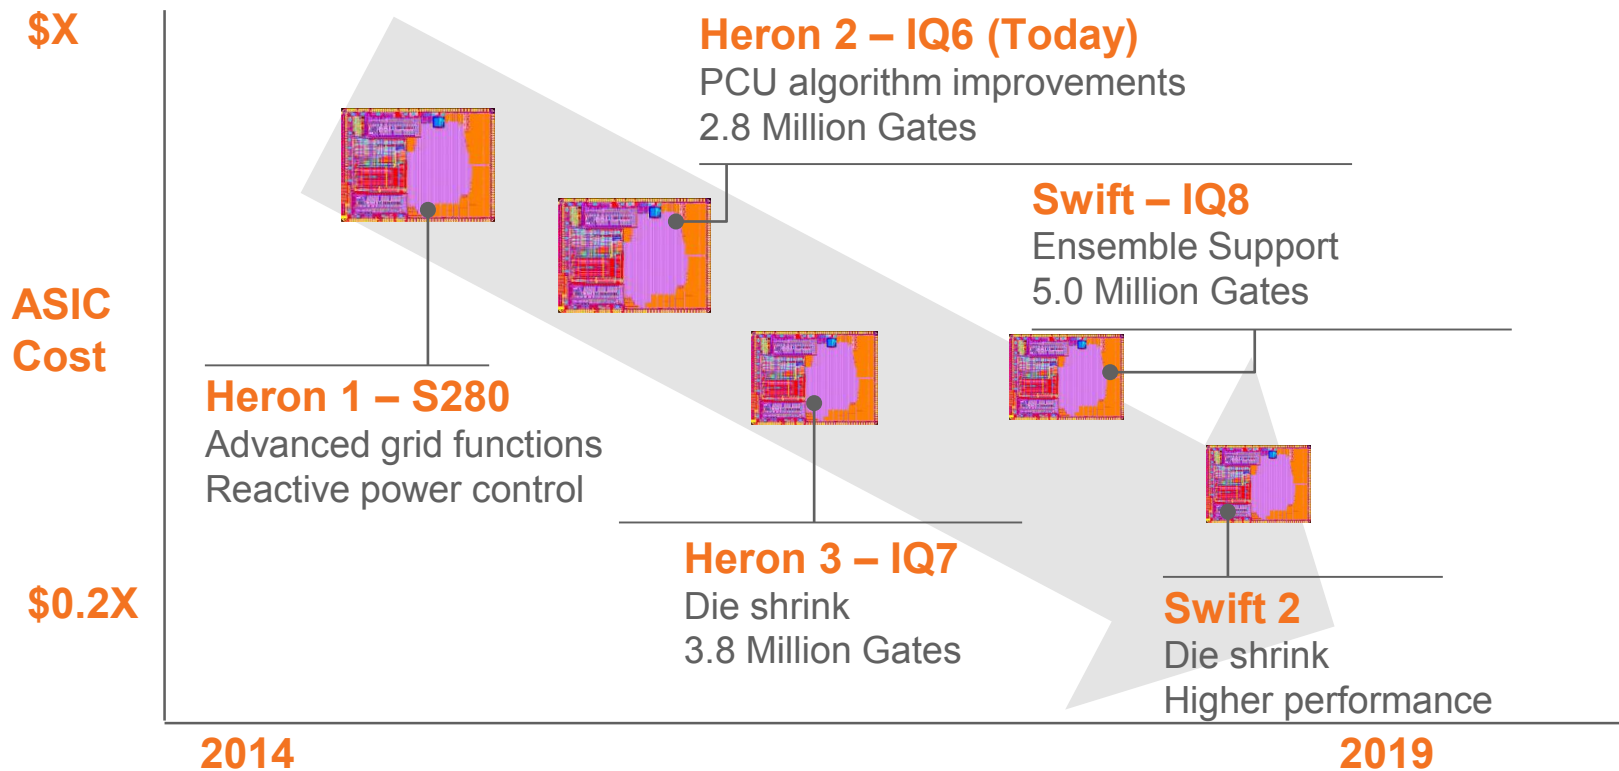 $X
ASIC
Cost
$0.2X
Heron 1 – S280
Advanced grid functions
Reactive power control
Heron 2 – IQ6 (Today)
PCU algorithm improvements
2.8 Million Gates
Heron 3 – IQ7
Die shrink
3.8 Million Gates
Swift – IQ8
Ensemble Support
5.0 Million Gates
Swift 2
Die shrink
Higher performance
2014
2019